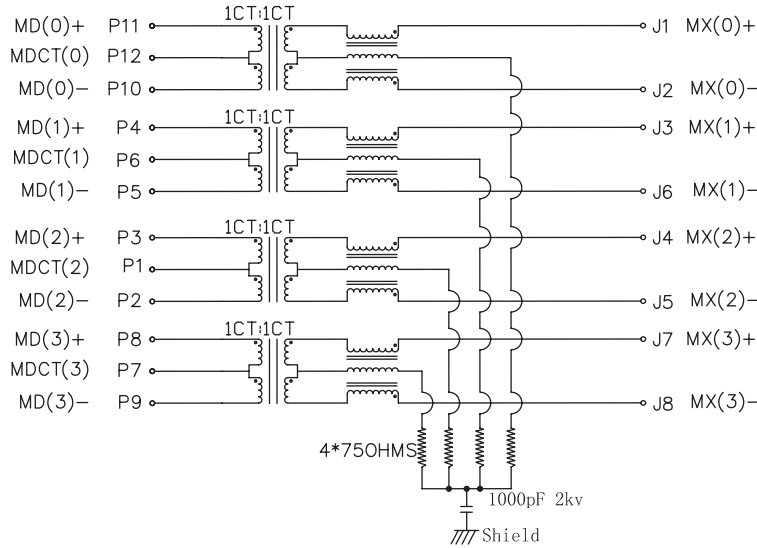 1CT:1CT
MD(0)+ P11 J1 MX(0)+
MDCT(0) P12
MD(0)− P10 J2 MX(0)−
1CT:1CT
MD(1)+ P4 J3 MX(1)+
MDCT(1) P6
MD(1)− P5 J6 MX(1)−
1CT:1CT
MD(2)+ P3 J4 MX(2)+
MDCT(2) P1
MD(2)− P2 J5 MX(2)−
1CT:1CT
MD(3)+ P8 J7 MX(3)+
MDCT(3) P7
MD(3)− P9 J8 MX(3)−
4*75OHMS
1000pF 2kv
Shield